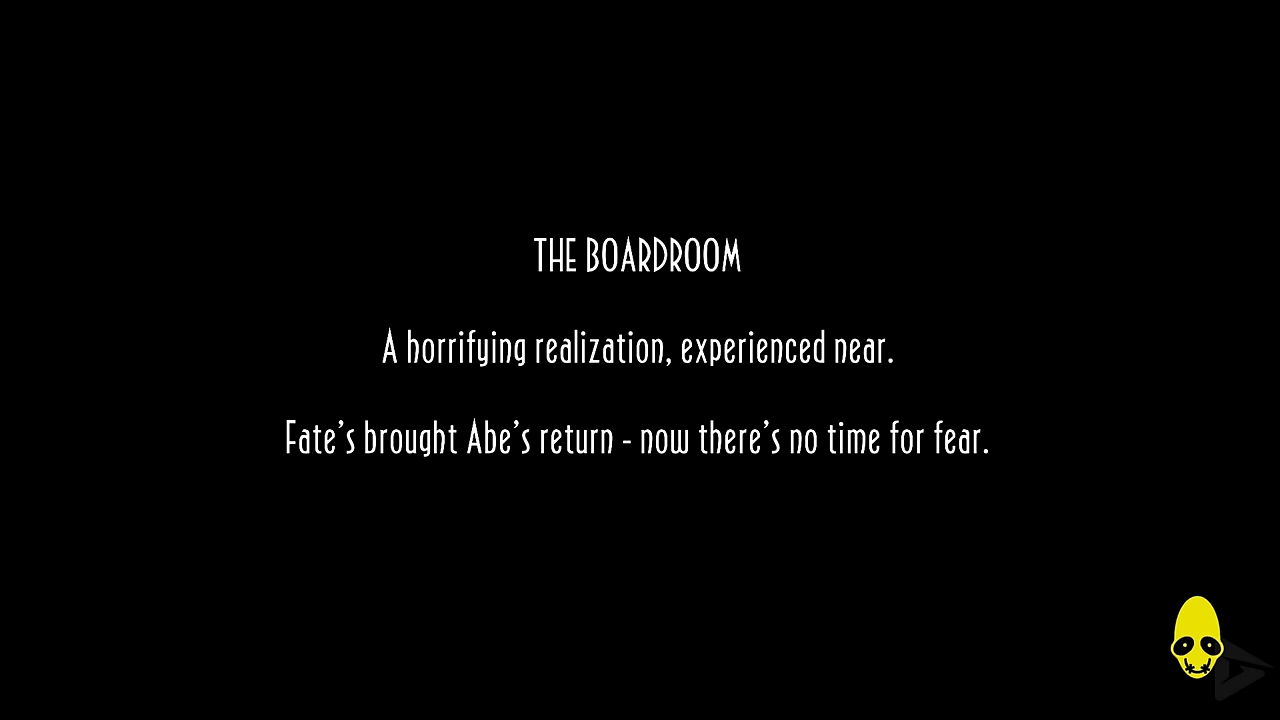 THE BOARDROOM
A horrifying realization, experienced near.
Fate's brought Abe's return - now there's no time for fear.